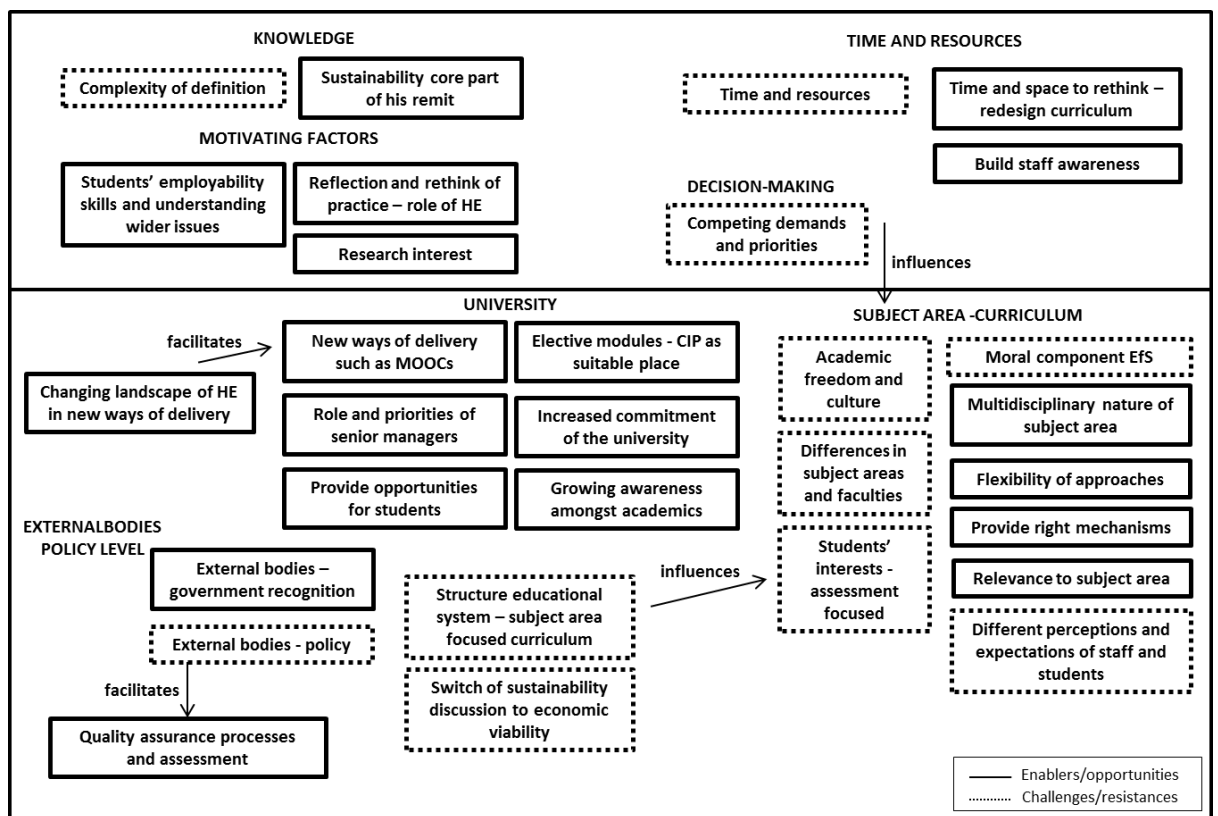 KNOWLEDGE
Complexity of definition
Sustainability core part
of his remit
MOTIVATING FACTORS
Students’ employability
skills and understanding
wider issues
Reflection and rethink of
practice – role of HE
Research interest
TIME AND RESOURCES
Time and resources
Time and space to rethink –
redesign curriculum
Build staff awareness
DECISION-MAKING
Competing demands
and priorities
influences
UNIVERSITY
facilitates
Changing landscape of HE
in new ways of delivery
New ways of delivery
such as MOOCs
Elective modules - CIP as
suitable place
Role and priorities of
senior managers
Increased commitment
of the university
Provide opportunities
for students
Growing awareness
amongst academics
EXTERNALBODIES
POLICY LEVEL
External bodies –
government recognition
External bodies - policy
facilitates
Quality assurance processes
and assessment
Structure educational
system – subject area
focused curriculum
Switch of sustainability
discussion to economic
viability
influences
SUBJECT AREA -CURRICULUM
Academic
freedom and
culture
Differences in
subject areas
and faculties
Students’
interests -
assessment
focused
Moral component EfS
Multidisciplinary nature of
subject area
Flexibility of approaches
Provide right mechanisms
Relevance to subject area
Different perceptions and
expectations of staff and
students
Enablers/opportunities
Challenges/resistances